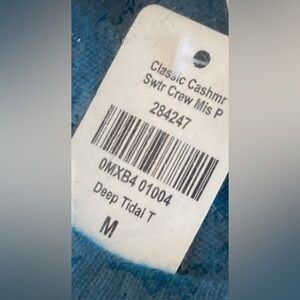 Classic Cashmr
Swtr Crew Mis P
284247
0MXB4 01004
Deep Tidal T
M